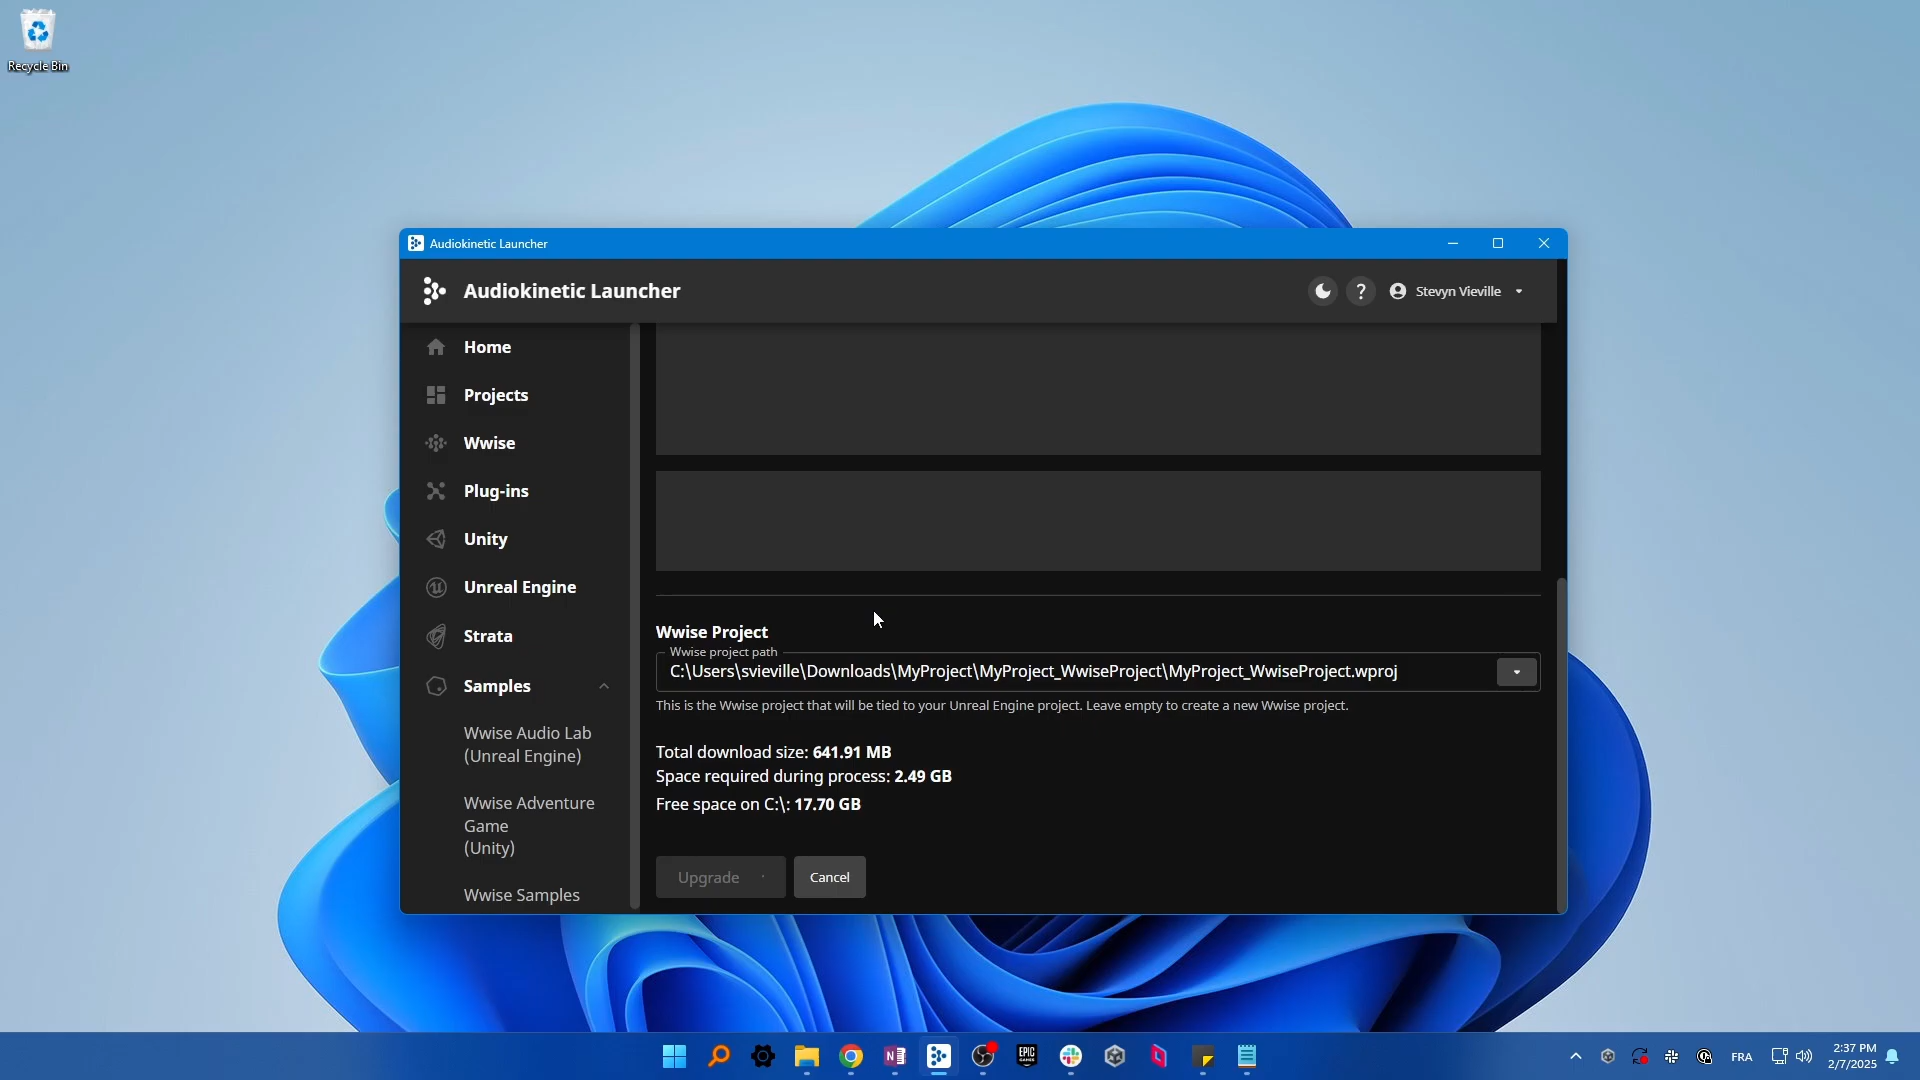 Recycle Bin
Audiokinetic Launcher
Audiokinetic Launcher
?
Stevyn Vieville
Home
Projects
Wwise
Plug-ins
Unity
Unreal Engine
Strata
Samples
Wwise Audio Lab
(Unreal Engine)
Wwise Adventure
Game
(Unity)
Wwise Samples
Wwise Project
Wwise project path
C:\Users\svieville\Downloads\MyProject\MyProject_WwiseProject\MyProject_WwiseProject.wproj
This is the Wwise project that will be tied to your Unreal Engine project. Leave empty to create a new Wwise project.
Total download size: 641.91 MB
Space required during process: 2.49 GB
Free space on C:\: 17.70 GB
Upgrade
Cancel
N
EPIC
GAMES
FRA
2:37 PM
2/7/2025